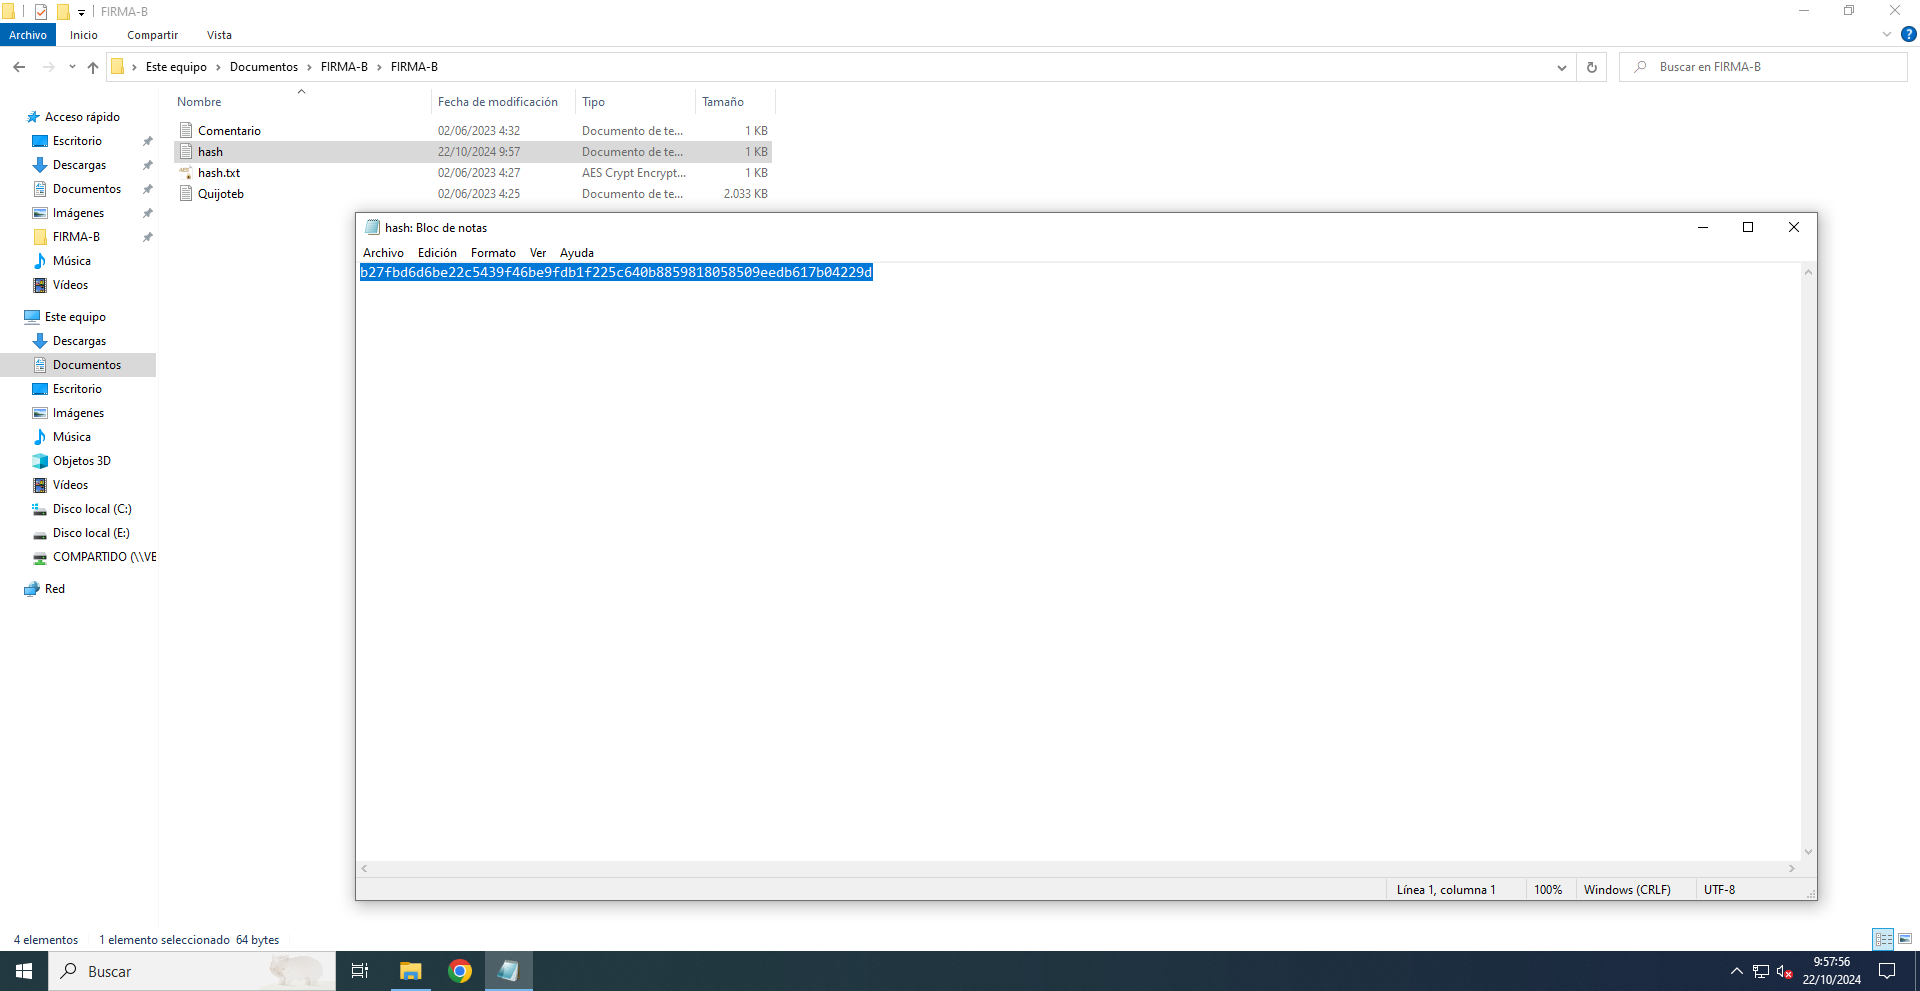 FIRMA-B
Archivo Inicio Compartir Vista
Este equipo Documentos FIRMA-B FIRMA-B
Buscar en FIRMA-B
Nombre Fecha de modificación Tipo Tamaño
Comentario 02/06/2023 4:32 Documento de te... 1 KB
hash 22/10/2024 9:57 Documento de te... 1 KB
hash.txt 02/06/2023 4:27 AES Crypt Encrypt... 1 KB
Quijoteb 02/06/2023 4:25 Documento de te... 2.033 KB
Acceso rápido
Escritorio
Descargas
Documentos
Imágenes
FIRMA-B
Música
Vídeos
Este equipo
Descargas
Documentos
Escritorio
Imágenes
Música
Objetos 3D
Vídeos
Disco local (C:)
Disco local (E:)
COMPARTIDO (\\VE
Red
hash: Bloc de notas
Archivo Edición Formato Ver Ayuda
b27fbd6d6be22c5439f46be9fdb1f225c640b8859818058509eedb617b04229d
Línea 1, columna 1 100% Windows (CRLF) UTF-8
4 elementos 1 elemento seleccionado 64 bytes
Buscar
9:57:56
22/10/2024